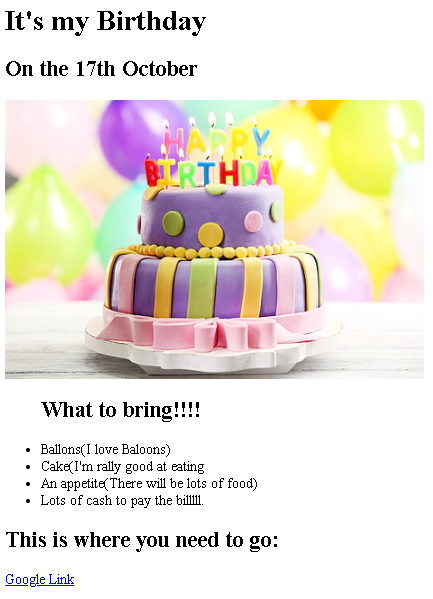 It's my Birthday
On the 17th October
HAPPY
BIRTHDAY
What to bring!!!!
Ballons(I love Baloons)
Cake(I'm rally good at eating
An appetite(There will be lots of food)
Lots of cash to pay the billlll.
This is where you need to go:
Google Link